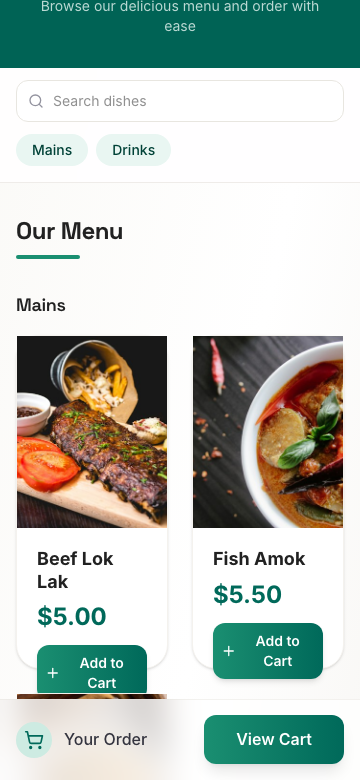 Browse our delicious menu and order with
ease
Search dishes
Mains
Drinks
Our Menu
Mains
Beef Lok
Lak
$5.00
+ Add to
Cart
Fish Amok
$5.50
+ Add to
Cart
Your Order
View Cart